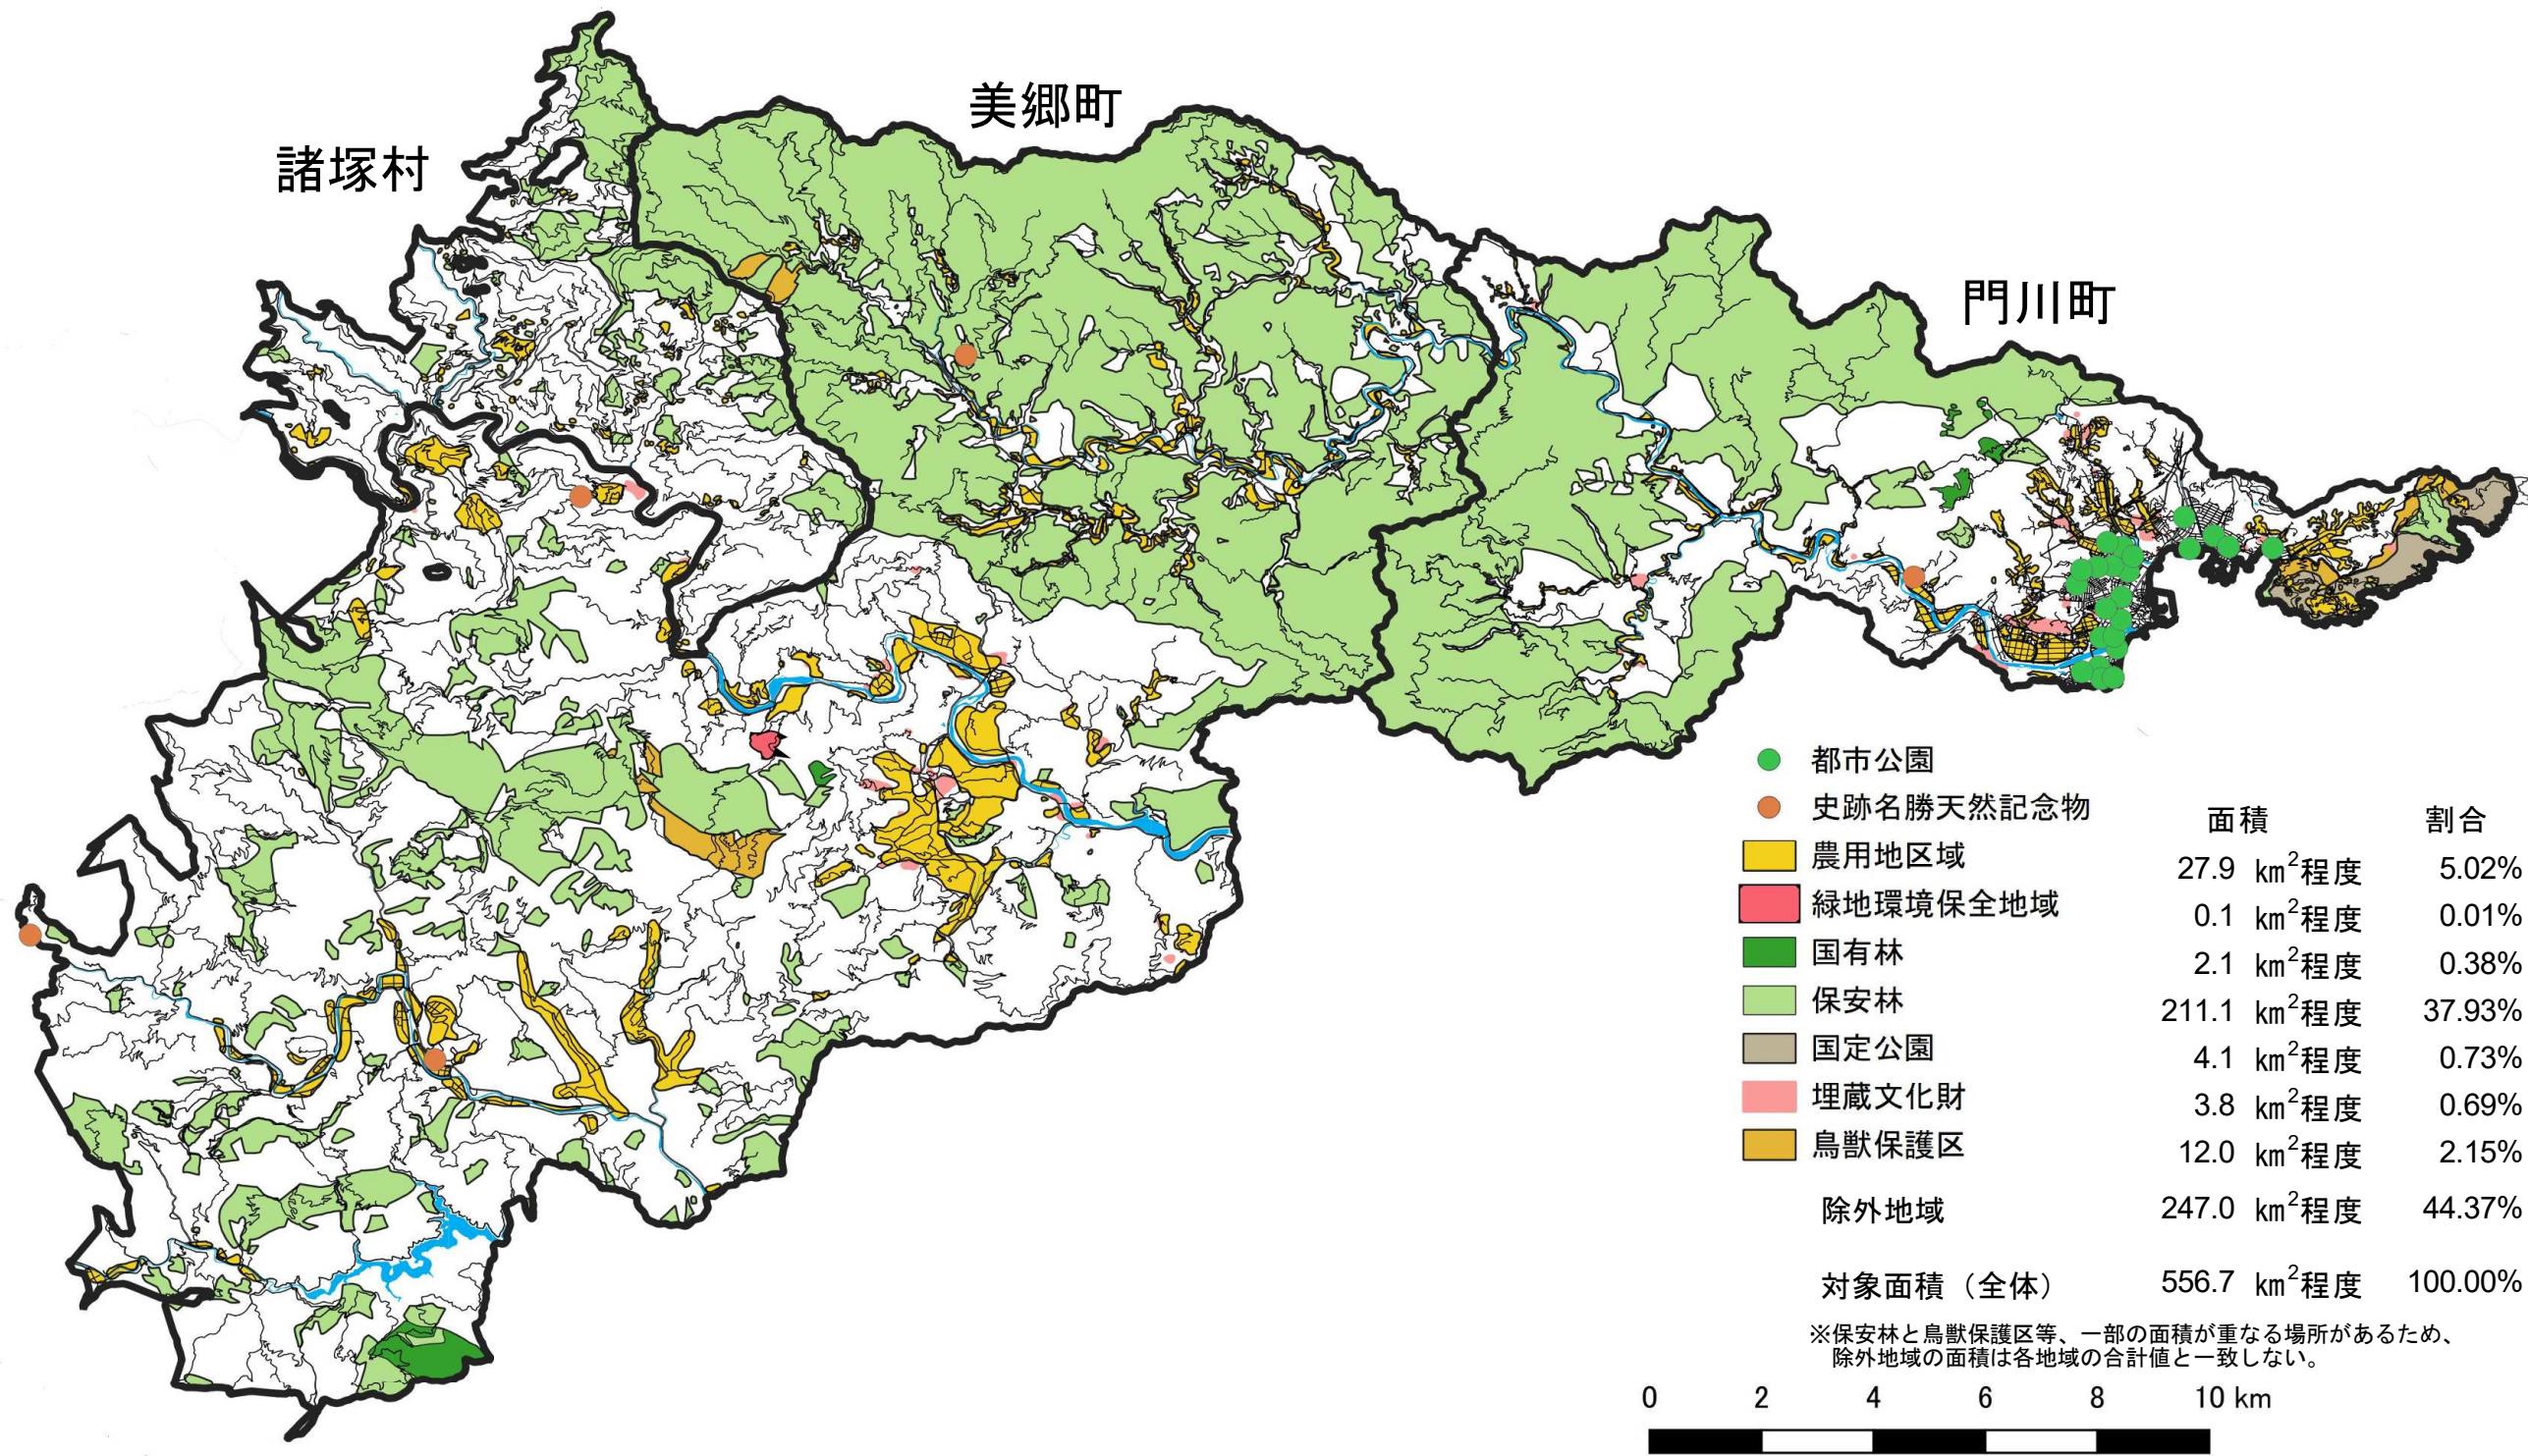 美郷町
諸塚村
門川町
都市公園
史跡名勝天然記念物
面積 割合
農用地区域 27.9 km²程度 5.02%
緑地環境保全地域 0.1 km²程度 0.01%
国有林 2.1 km²程度 0.38%
保安林 211.1 km²程度 37.93%
国定公園 4.1 km²程度 0.73%
埋蔵文化財 3.8 km²程度 0.69%
鳥獣保護区 12.0 km²程度 2.15%
除外地域 247.0 km²程度 44.37%
対象面積（全体） 556.7 km²程度 100.00%
※保安林と鳥獣保護区等、一部の面積が重なる場所があるため、
除外地域の面積は各地域の合計値と一致しない。
0 2 4 6 8 10 km